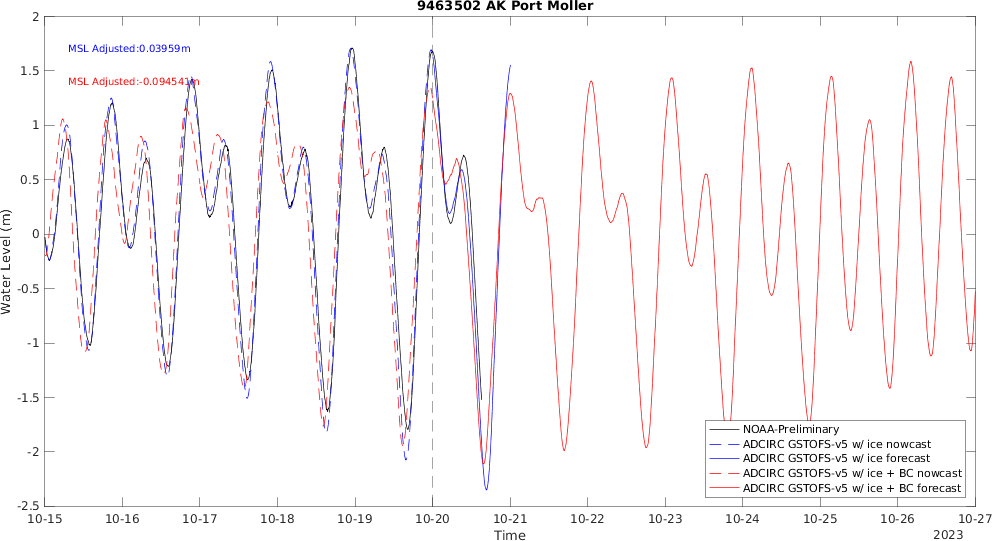 9463502 AK Port Moller
MSL Adjusted:0.03959m
MSL Adjusted:-0.094541m
Water Level (m)
2
1.5
1
0.5
0
-0.5
-1
-1.5
-2
-2.5
NOAA-Preliminary
ADCIRC GSTOFS-v5 w/ ice nowcast
ADCIRC GSTOFS-v5 w/ ice forecast
ADCIRC GSTOFS-v5 w/ ice + BC nowcast
ADCIRC GSTOFS-v5 w/ ice + BC forecast
10-15 10-16 10-17 10-18 10-19 10-20 10-21 10-22 10-23 10-24 10-25 10-26 10-27
Time
2023